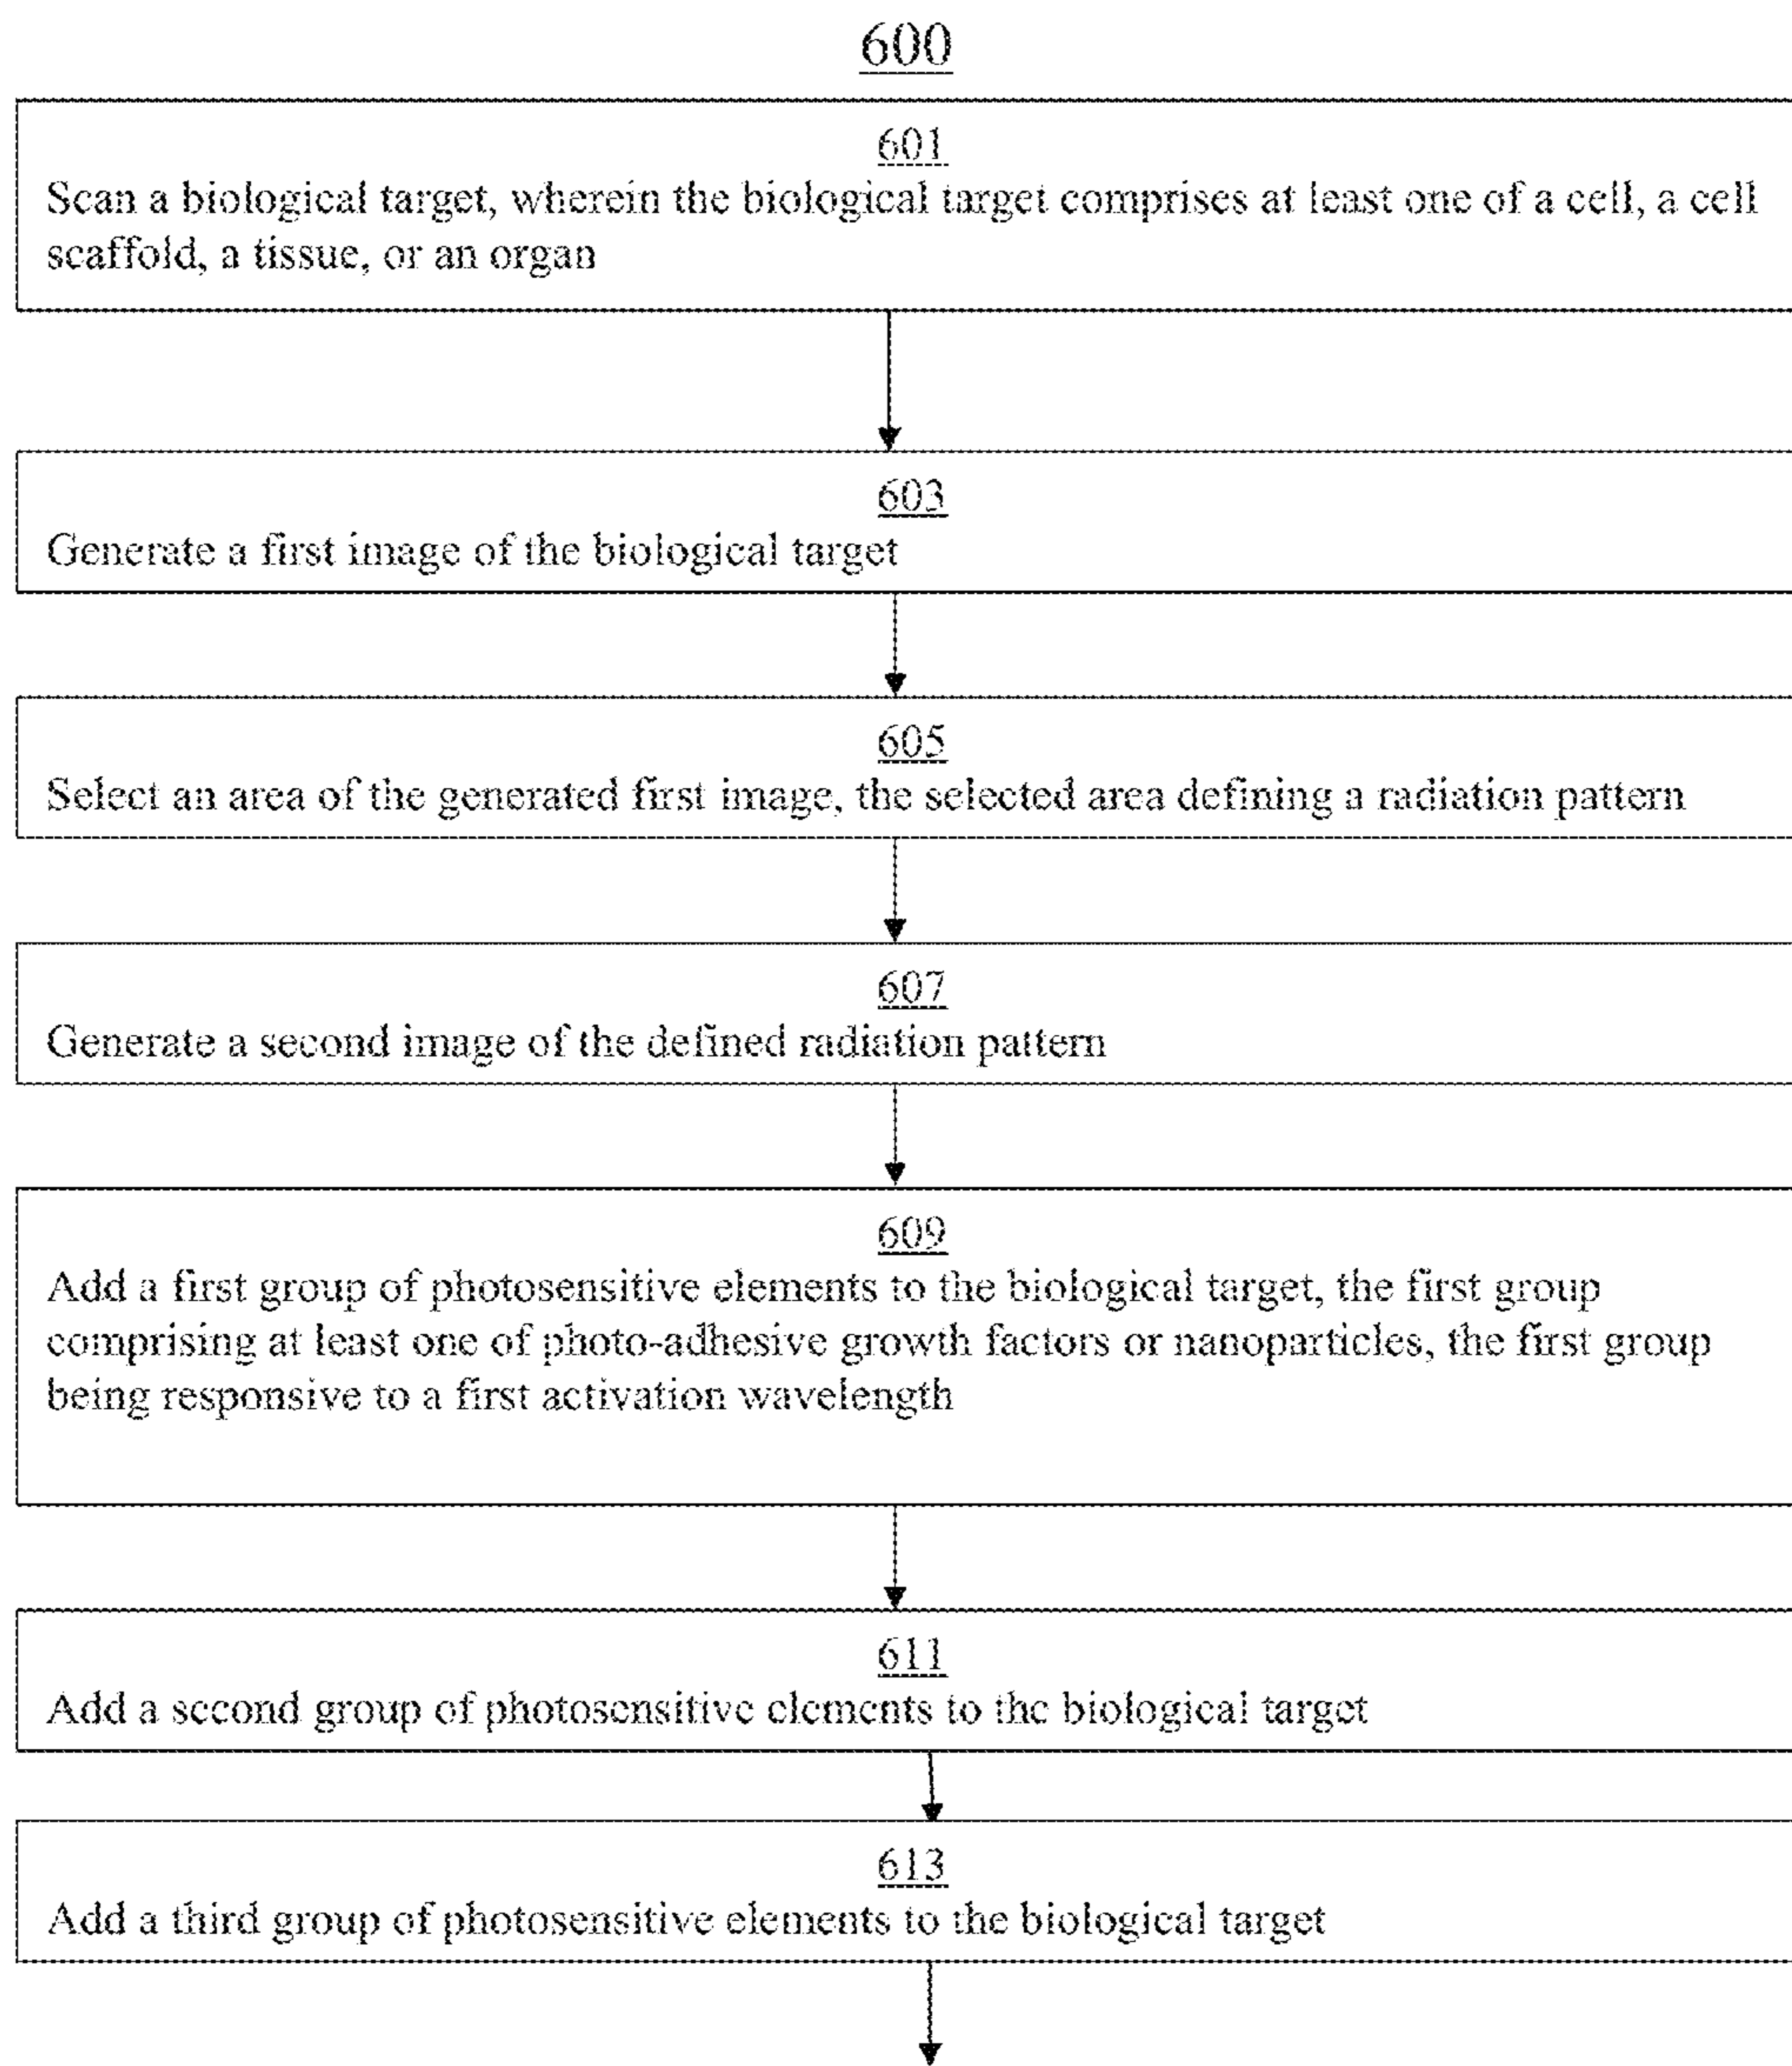 600
601
Scan a biological target, wherein the biological target comprises at least one of a cell, a cell
scaffold, a tissue, or an organ
603
Generate a first image of the biological target
605
Select an area of the generated first image, the selected area defining a radiation pattern
607
Generate a second image of the defined radiation pattern
609
Add a first group of photosensitive elements to the biological target, the first group
comprising at least one of photo-adhesive growth factors or nanoparticles, the first group
being responsive to a first activation wavelength
611
Add a second group of photosensitive elements to the biological target
613
Add a third group of photosensitive elements to the biological target